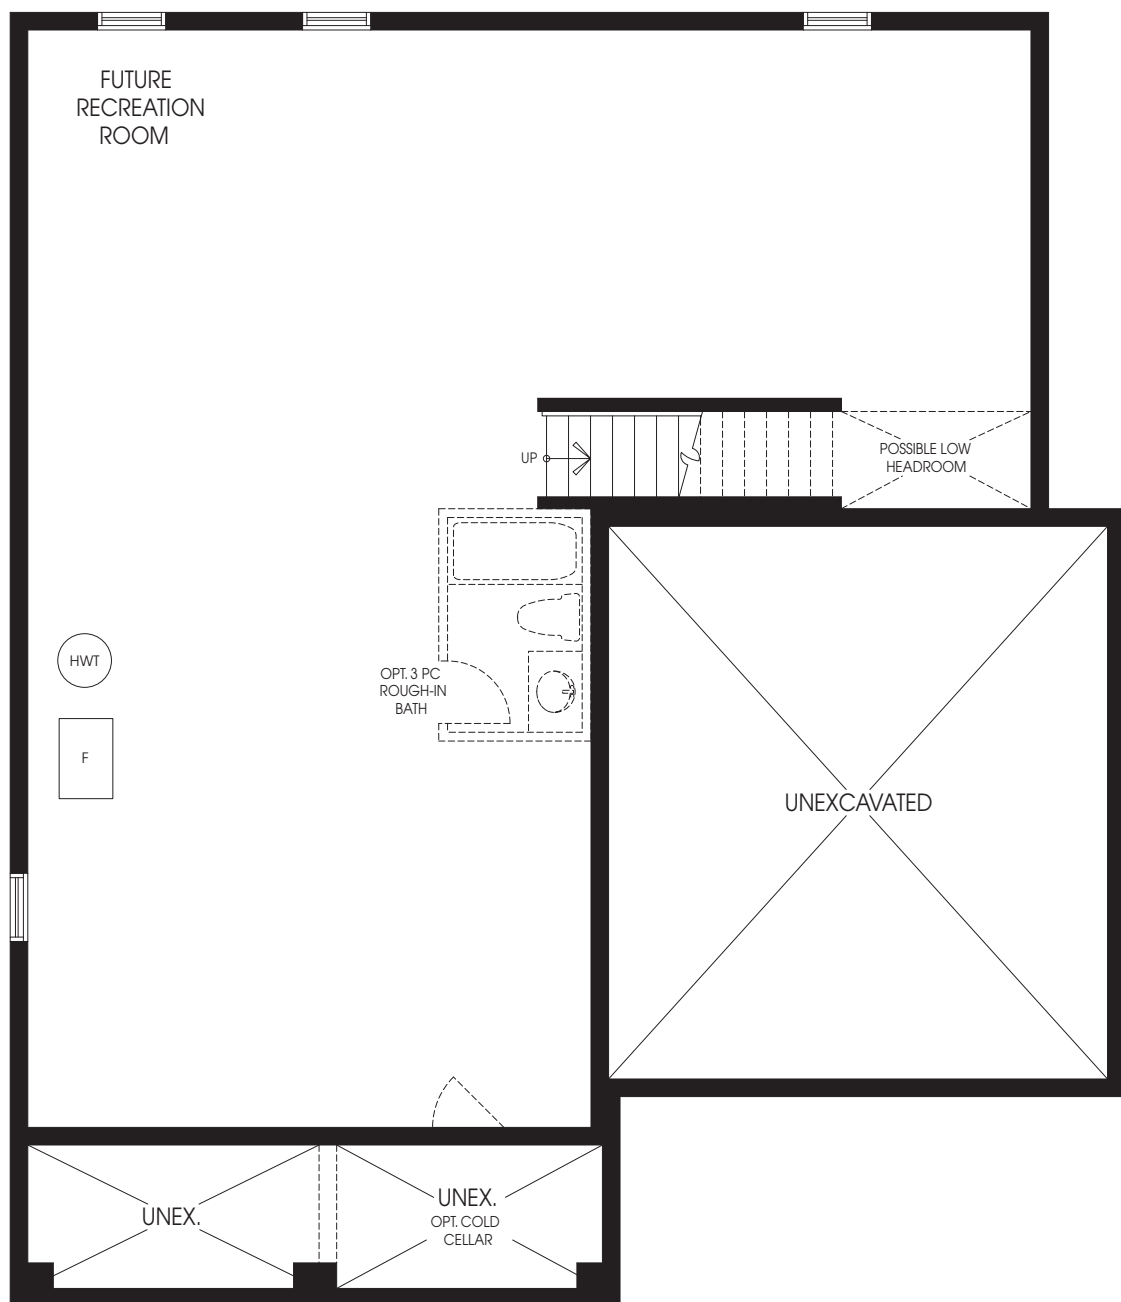 FUTURE
RECREATION
ROOM
UP
POSSIBLE LOW
HEADROOM
HWT
OPT. 3 PC
ROUGH-IN
BATH
F
UNEXCAVATED
UNEX.
UNEX.
OPT. COLD
CELLAR